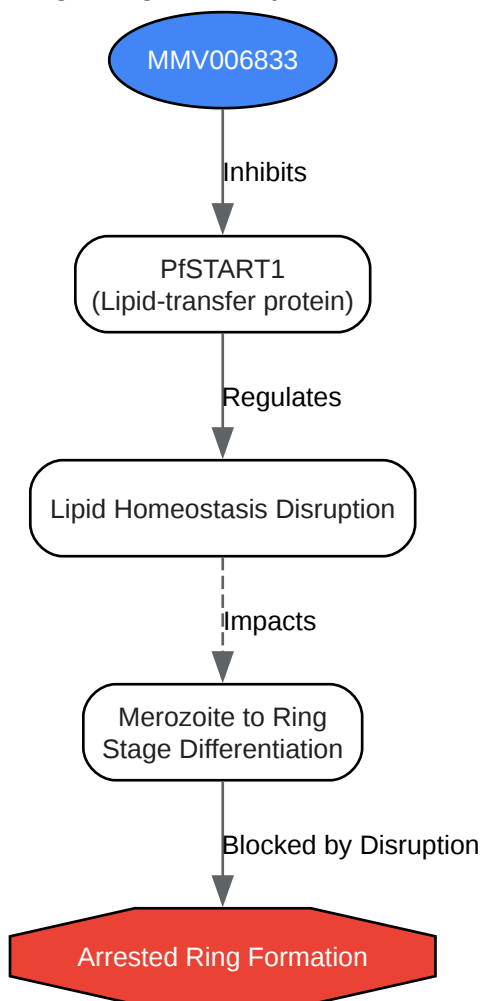 MMV006833
Inhibits
PfSTART1
(Lipid-transfer protein)
Regulates
Lipid Homeostasis Disruption
Impacts
Merozoite to Ring
Stage Differentiation
Blocked by Disruption
Arrested Ring Formation